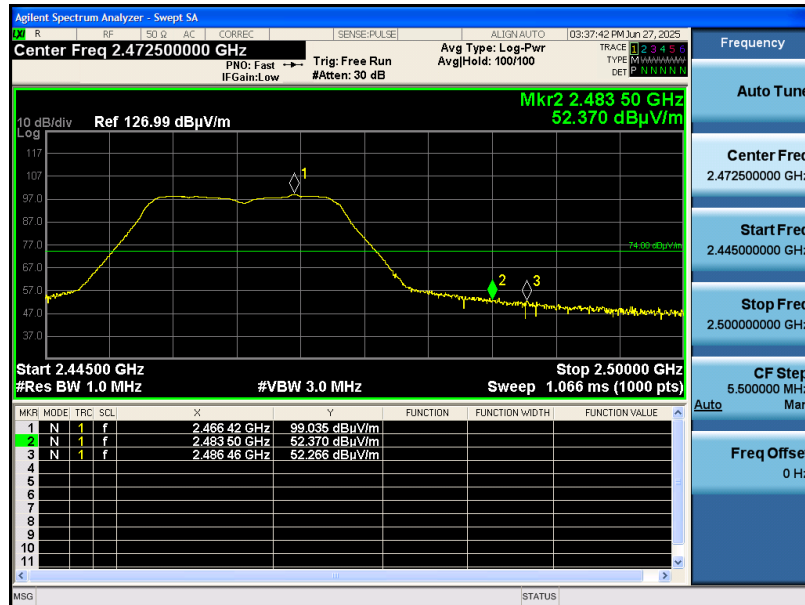 Agilent Spectrum Analyzer - Swept SA
LXI R RF 50 Ω AC CORREC SENSE:PULSE ALIGN AUTO 03:37:42 PM Jun 27, 2025
Center Freq 2.472500000 GHz
PNO: Fast
IFGain:Low
Trig: Free Run
#Atten: 30 dB
Avg Type: Log-Pwr
Avg|Hold: 100/100
TRACE 1 2 3 4 5 6
TYPE M WWWWW
DET P N N N N N
Mkr2 2.483 50 GHz
52.370 dBµV/m
10 dB/div Ref 126.99 dBµV/m
Log
117
107
97.0
87.0
77.0
67.0
57.0
47.0
37.0
1
2
3
74.00 dBµV/m
Start 2.44500 GHz Stop 2.50000 GHz
#Res BW 1.0 MHz #VBW 3.0 MHz Sweep 1.066 ms (1000 pts)
MKR MODE TRC SCL X Y FUNCTION FUNCTION WIDTH FUNCTION VALUE
1 N 1 f 2.466 42 GHz 99.035 dBµV/m
2 N 1 f 2.483 50 GHz 52.370 dBµV/m
3 N 1 f 2.486 46 GHz 52.266 dBµV/m
4
5
6
7
8
9
10
11
MSG STATUS
Frequency
Auto Tune
Center Freq
2.472500000 GHz
Start Freq
2.445000000 GHz
Stop Freq
2.500000000 GHz
CF Step
5.500000 MHz
Auto Man
Freq Offset
0 Hz